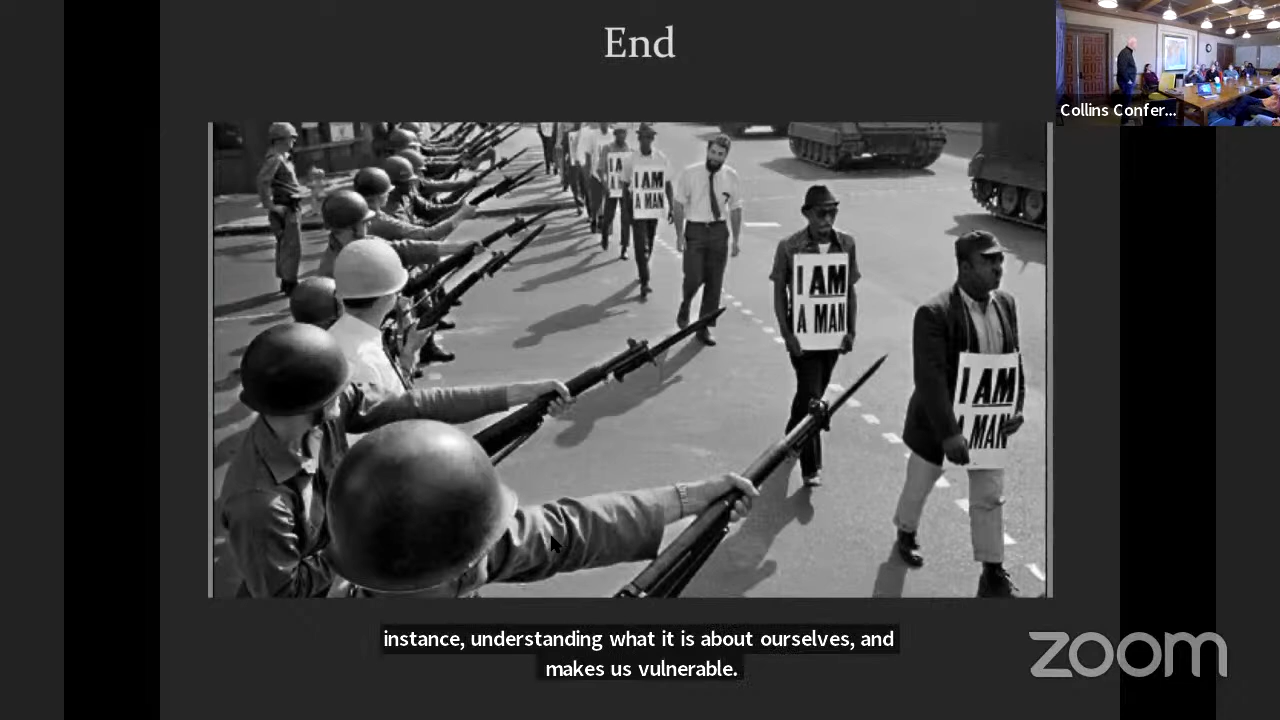 End
Collins Confer...
I AM
A MAN
I AM
A MAN
I AM
A MAN
I A
A
instance, understanding what it is about ourselves, and
makes us vulnerable.
zoom